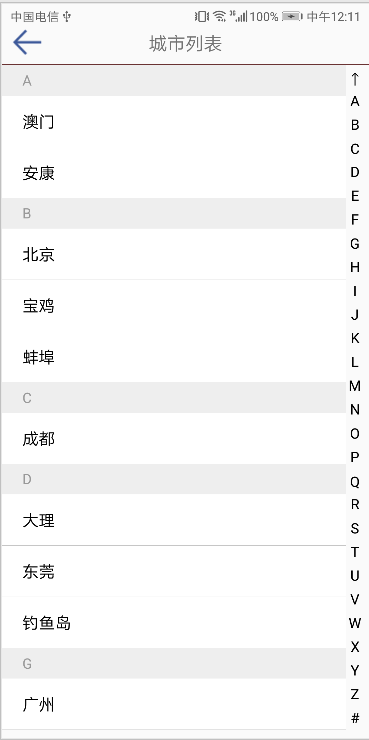 中国电信 3G 100% 中午12:11
城市列表
A
澳门
安康
B
北京
宝鸡
蚌埠
C
成都
D
大理
东莞
钓鱼岛
G
广州
↑
A
B
C
D
E
F
G
H
I
J
K
L
M
N
O
P
Q
R
S
T
U
V
W
X
Y
Z
#